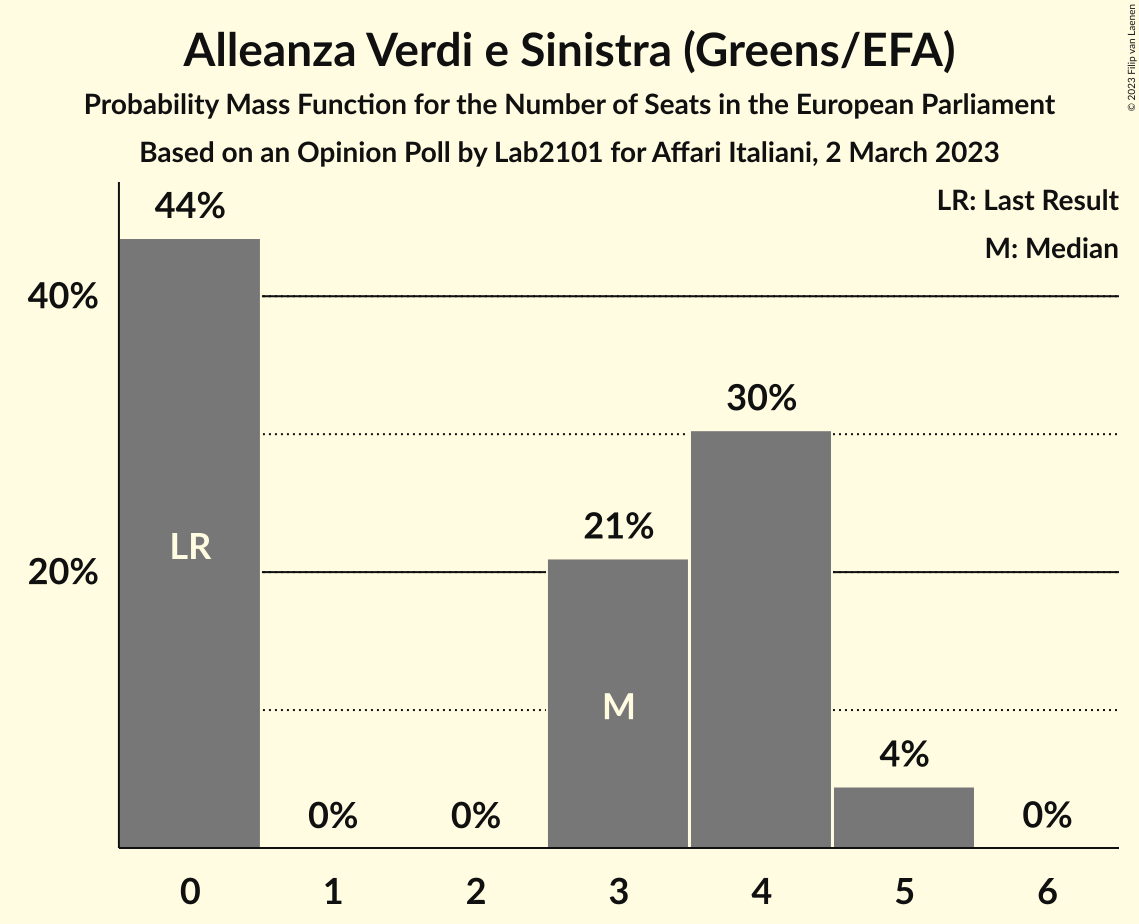 Alleanza Verdi e Sinistra (Greens/EFA)
Probability Mass Function for the Number of Seats in the European Parliament
Based on an Opinion Poll by Lab2101 for Affari Italiani, 2 March 2023
© 2023 Filip van Laenen
LR: Last Result
M: Median
44%
40%
30%
21%
LR
20%
M
4%
0%
0%
0%
0 1 2 3 4 5 6